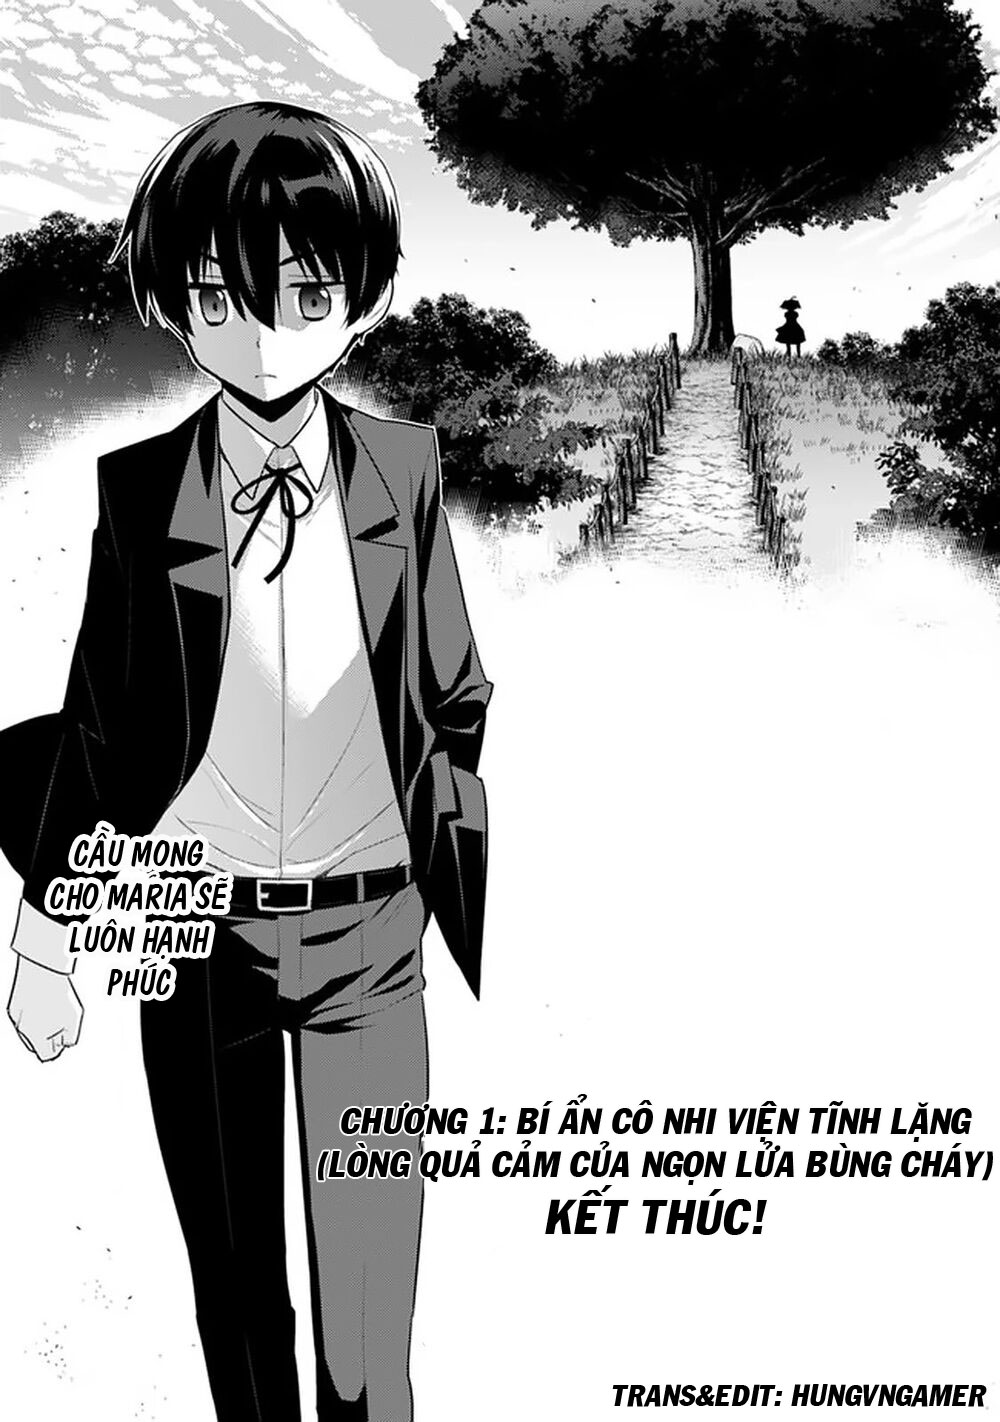 CẦU MONG
CHO MARIA SẼ
LUÔN HẠNH
PHÚC
CHƯƠNG 1: BÍ ẨN CÔ NHI VIỆN TĨNH LẶNG
(LÒNG QUẢ CẢM CỦA NGỌN LỬA BÙNG CHÁY)
KẾT THÚC!
TRANS&EDIT: HUNGVNGAMER